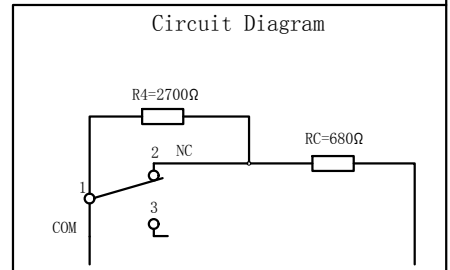 Circuit Diagram
R4=2700Ω
RC=680Ω
2 NC
1
3
COM